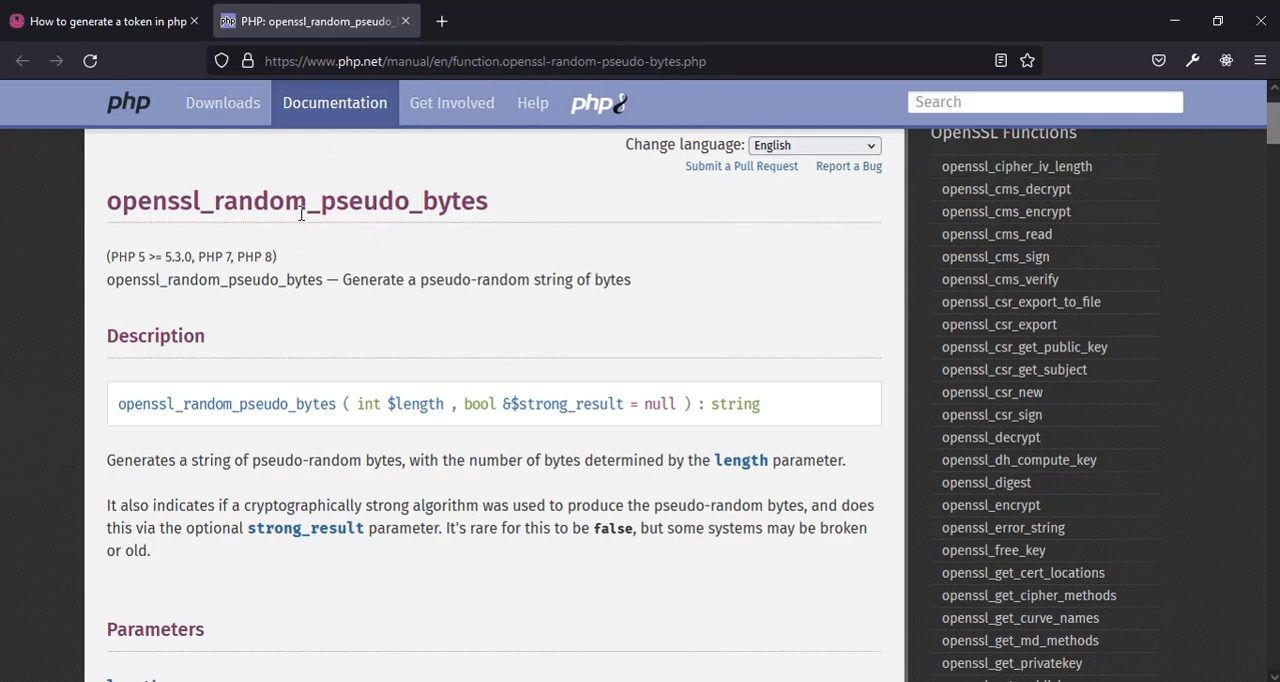 How to generate a token in php
PHP: openssl_random_pseudo_
https://www.php.net/manual/en/function.openssl-random-pseudo-bytes.php
php Downloads Documentation Get Involved Help php8 Search
Change language: English
Submit a Pull Request Report a Bug
openssl_random_pseudo_bytes
(PHP 5 >= 5.3.0, PHP 7, PHP 8)
openssl_random_pseudo_bytes — Generate a pseudo-random string of bytes
Description
openssl_random_pseudo_bytes ( int $length , bool &$strong_result = null ) : string
Generates a string of pseudo-random bytes, with the number of bytes determined by the length parameter.
It also indicates if a cryptographically strong algorithm was used to produce the pseudo-random bytes, and does
this via the optional strong_result parameter. It's rare for this to be false, but some systems may be broken
or old.
Parameters
OpenSSL Functions
openssl_cipher_iv_length
openssl_cms_decrypt
openssl_cms_encrypt
openssl_cms_read
openssl_cms_sign
openssl_cms_verify
openssl_csr_export_to_file
openssl_csr_export
openssl_csr_get_public_key
openssl_csr_get_subject
openssl_csr_new
openssl_csr_sign
openssl_decrypt
openssl_dh_compute_key
openssl_digest
openssl_encrypt
openssl_error_string
openssl_free_key
openssl_get_cert_locations
openssl_get_cipher_methods
openssl_get_curve_names
openssl_get_md_methods
openssl_get_privatekey